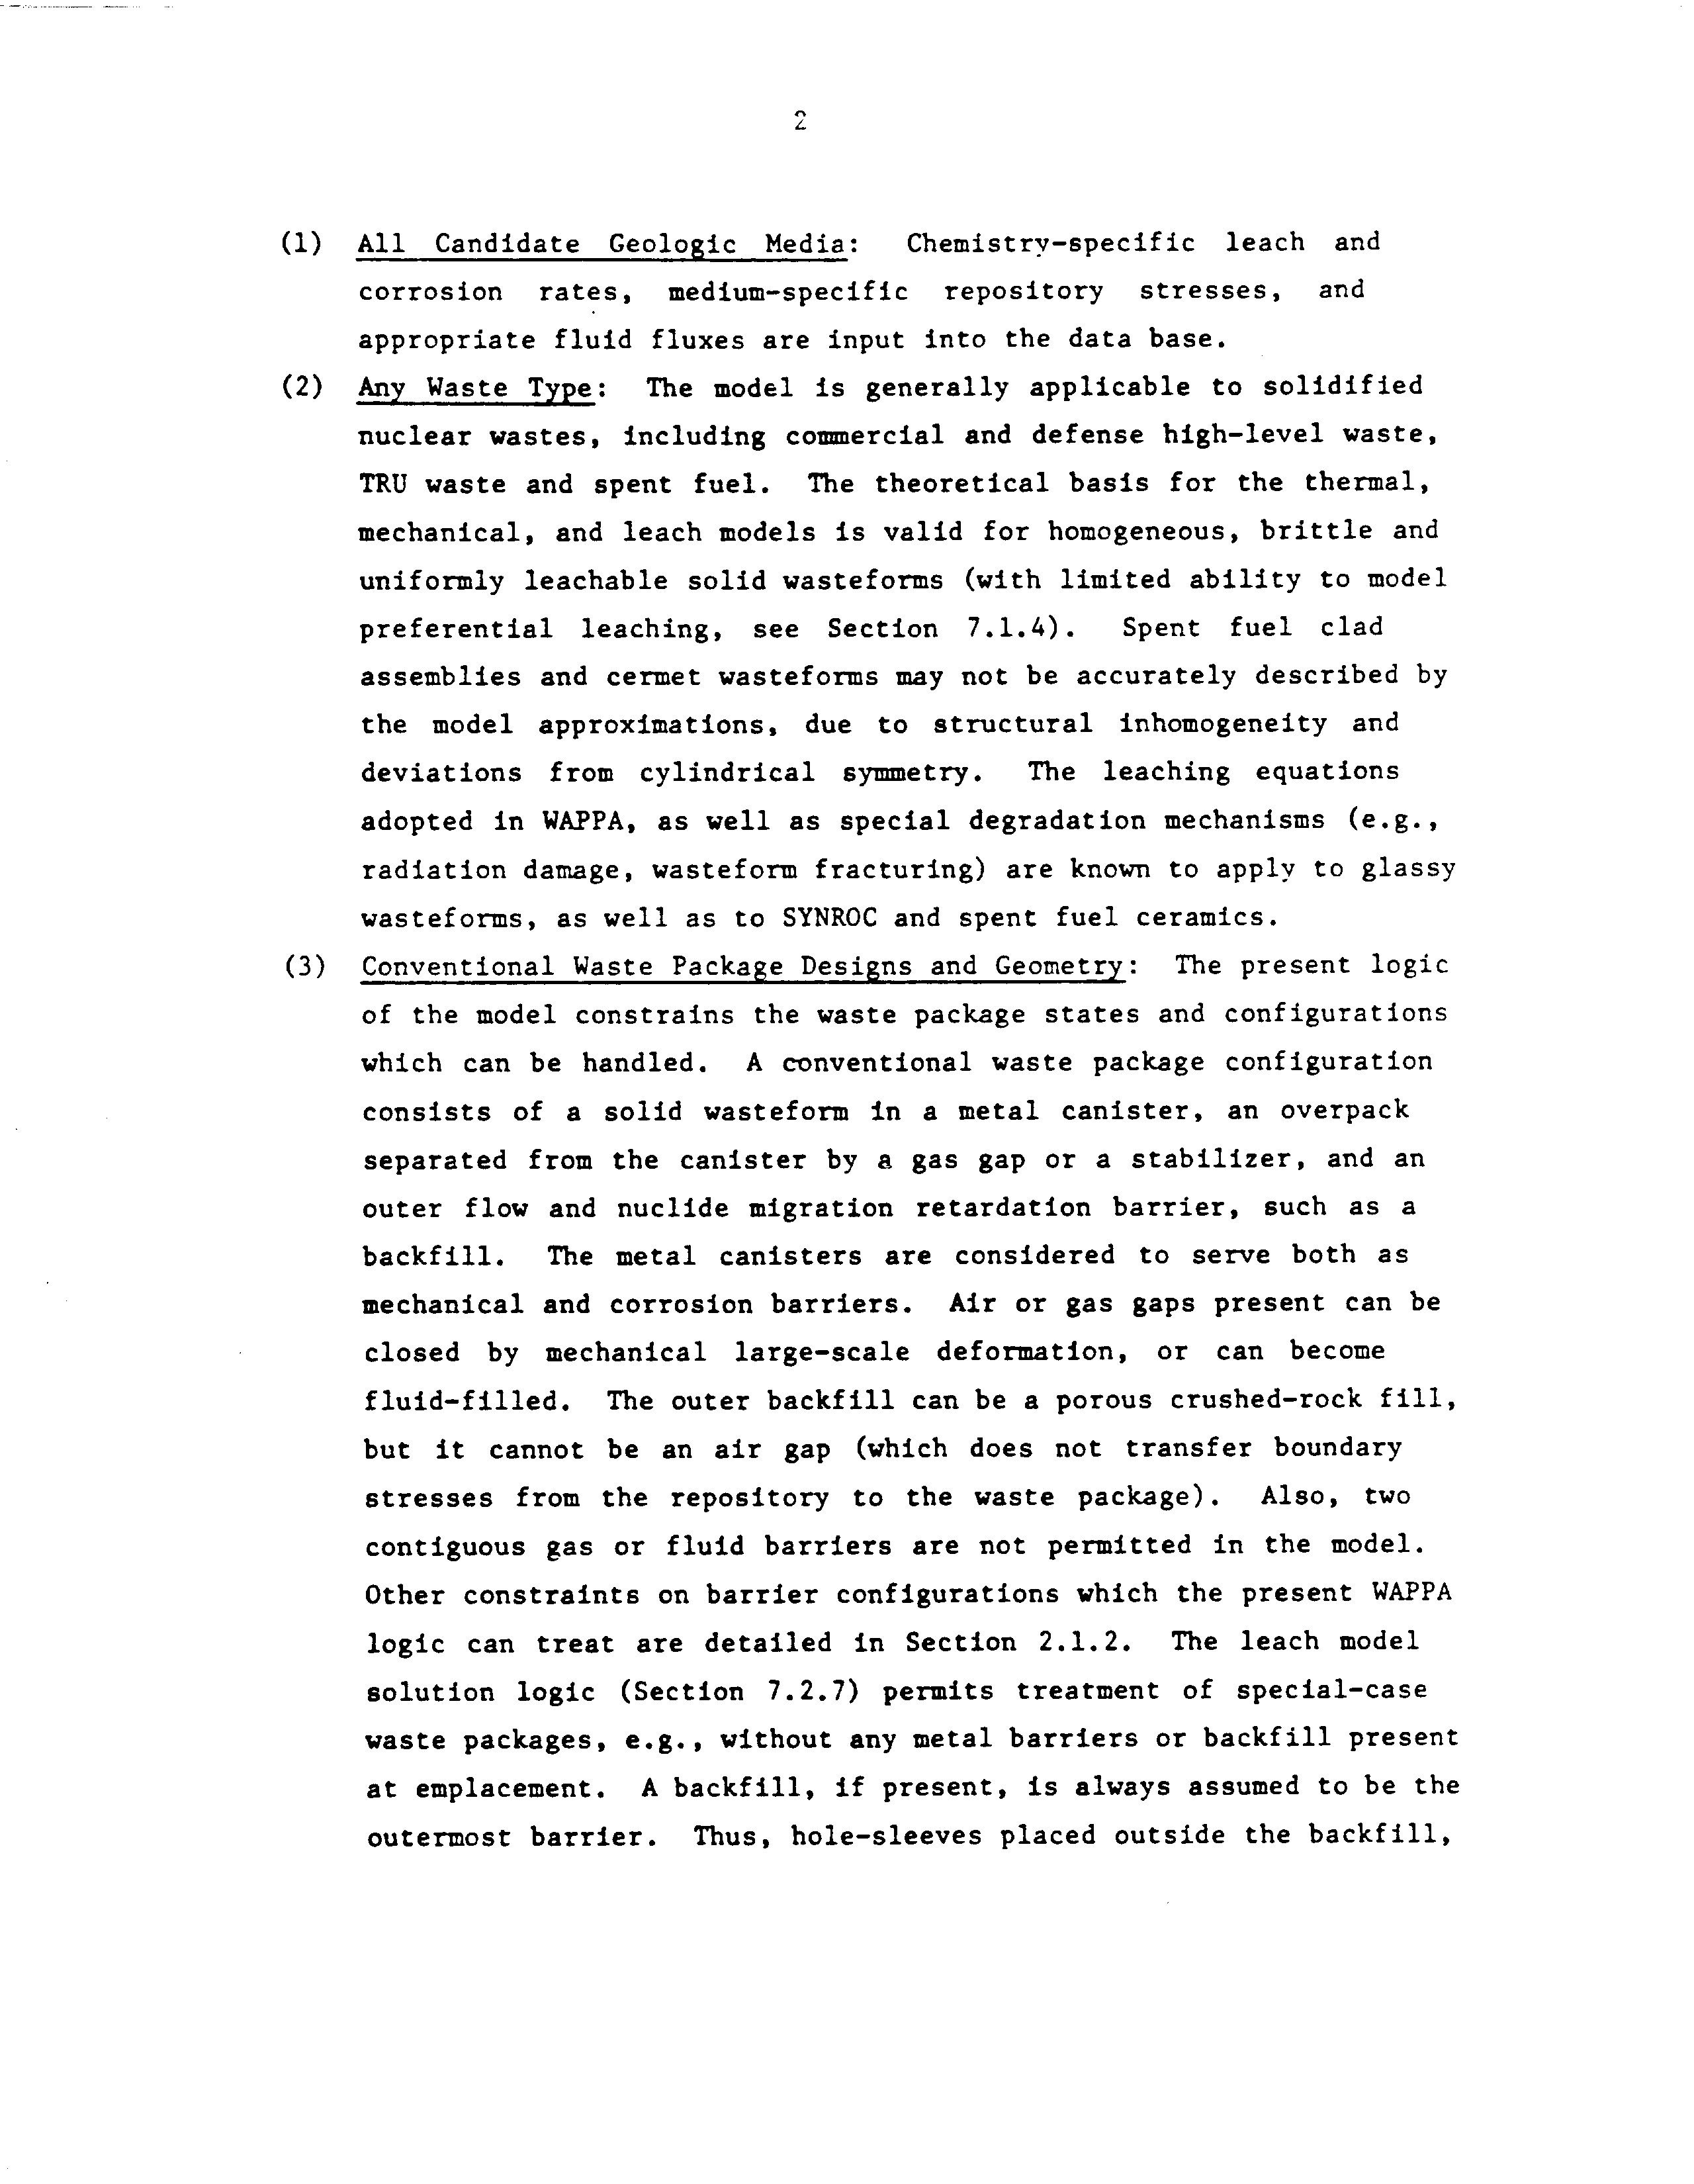 2
(1) All Candidate Geologic Media: Chemistry-specific leach and
corrosion rates, medium-specific repository stresses, and
appropriate fluid fluxes are input into the data base.
(2) Any Waste Type: The model is generally applicable to solidified
nuclear wastes, including commercial and defense high-level waste,
TRU waste and spent fuel. The theoretical basis for the thermal,
mechanical, and leach models is valid for homogeneous, brittle and
uniformly leachable solid wasteforms (with limited ability to model
preferential leaching, see Section 7.1.4). Spent fuel clad
assemblies and cermet wasteforms may not be accurately described by
the model approximations, due to structural inhomogeneity and
deviations from cylindrical symmetry. The leaching equations
adopted in WAPPA, as well as special degradation mechanisms (e.g.,
radiation damage, wasteform fracturing) are known to apply to glassy
wasteforms, as well as to SYNROC and spent fuel ceramics.
(3) Conventional Waste Package Designs and Geometry: The present logic
of the model constrains the waste package states and configurations
which can be handled. A conventional waste package configuration
consists of a solid wasteform in a metal canister, an overpack
separated from the canister by a gas gap or a stabilizer, and an
outer flow and nuclide migration retardation barrier, such as a
backfill. The metal canisters are considered to serve both as
mechanical and corrosion barriers. Air or gas gaps present can be
closed by mechanical large-scale deformation, or can become
fluid-filled. The outer backfill can be a porous crushed-rock fill,
but it cannot be an air gap (which does not transfer boundary
stresses from the repository to the waste package). Also, two
contiguous gas or fluid barriers are not permitted in the model.
Other constraints on barrier configurations which the present WAPPA
logic can treat are detailed in Section 2.1.2. The leach model
solution logic (Section 7.2.7) permits treatment of special-case
waste packages, e.g., without any metal barriers or backfill present
at emplacement. A backfill, if present, is always assumed to be the
outermost barrier. Thus, hole-sleeves placed outside the backfill,